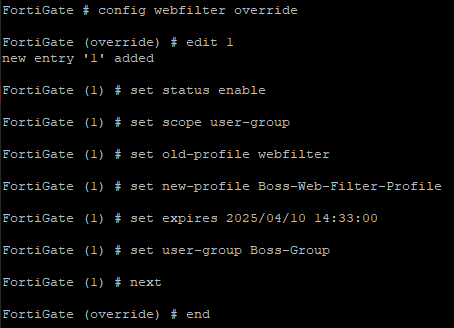 FortiGate # config webfilter override
FortiGate (override) # edit 1
new entry '1' added
FortiGate (1) # set status enable
FortiGate (1) # set scope user-group
FortiGate (1) # set old-profile webfilter
FortiGate (1) # set new-profile Boss-Web-Filter-Profile
FortiGate (1) # set expires 2025/04/10 14:33:00
FortiGate (1) # set user-group Boss-Group
FortiGate (1) # next
FortiGate (override) # end